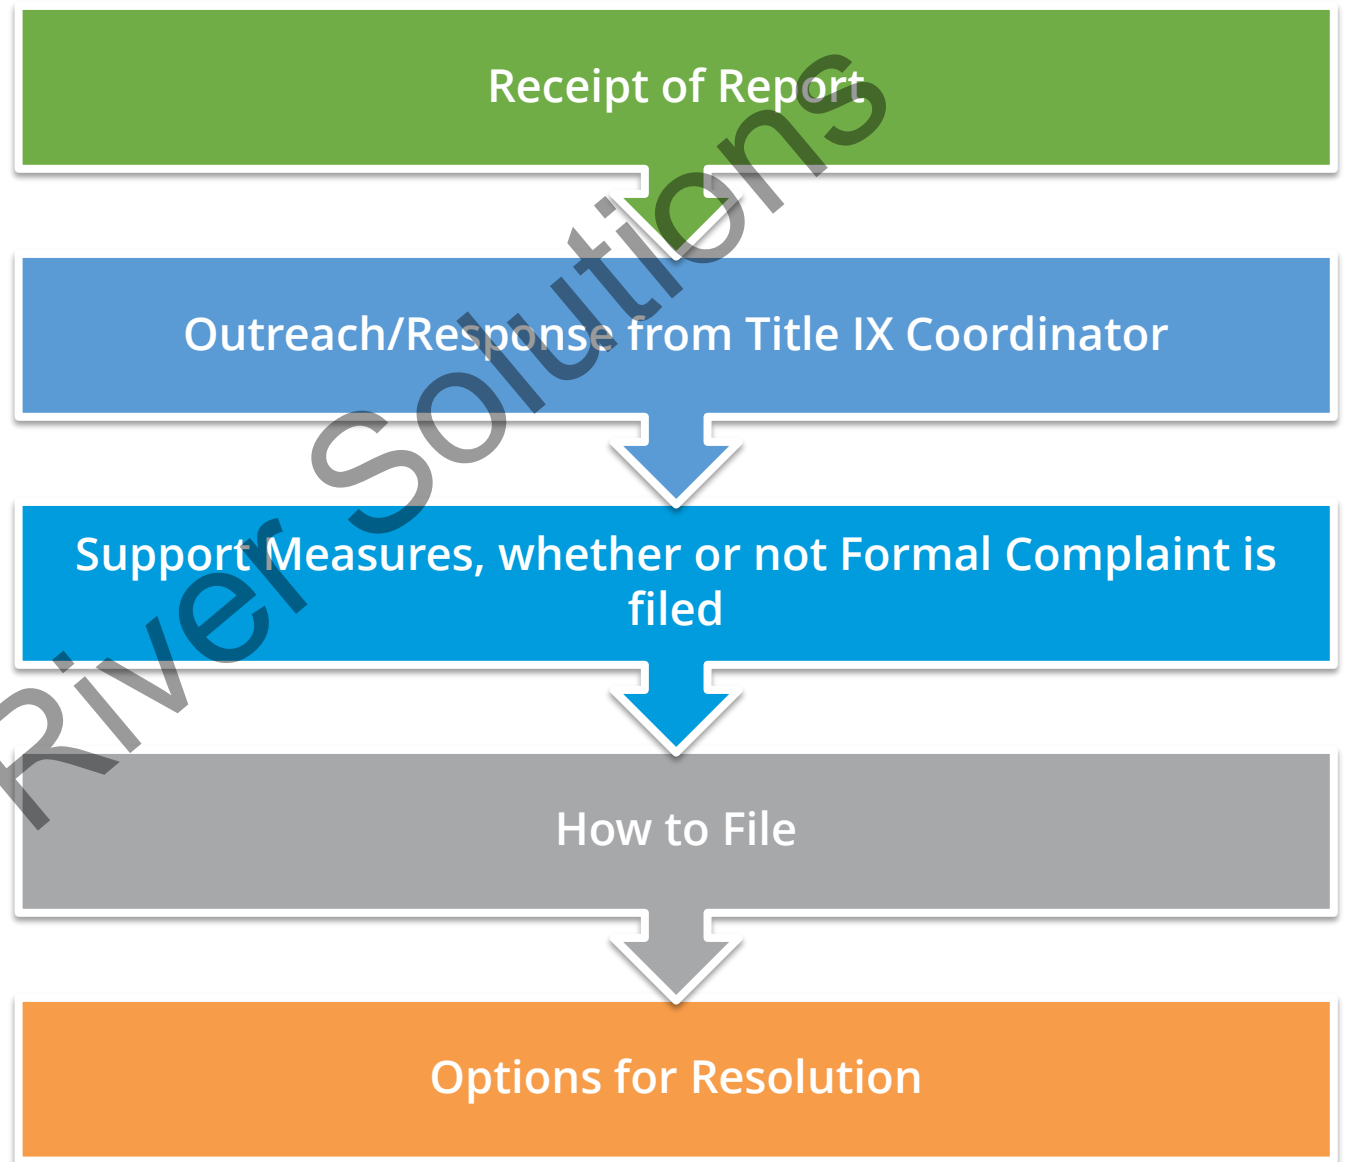 Receipt of Report
Outreach/Response from Title IX Coordinator
Support Measures, whether or not Formal Complaint is
filed
How to File
Options for Resolution
River Solutions